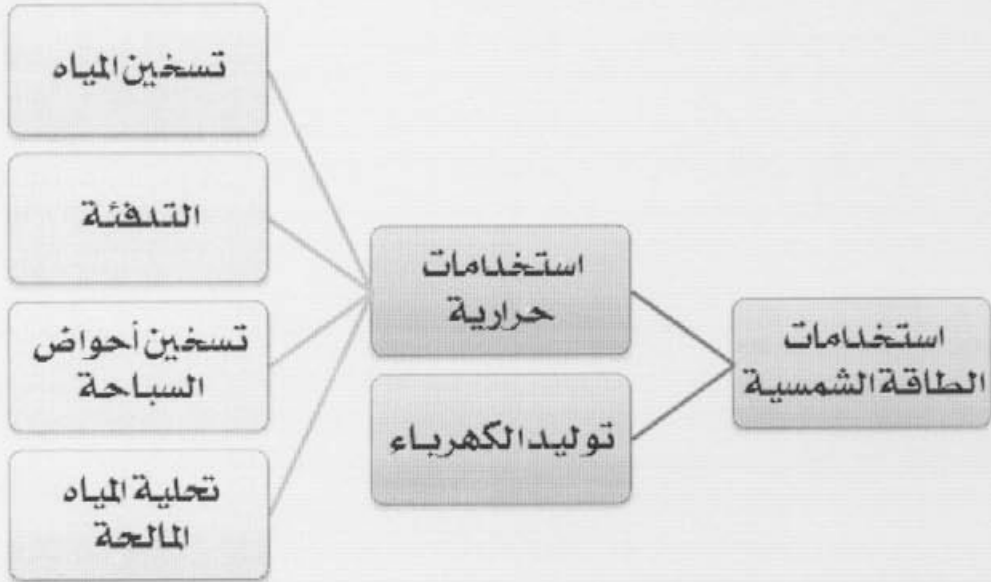 استخدامات
الطاقة الشمسية
استخدامات
حرارية
توليد الكهرباء
تسخين المياه
التدفئة
تسخين أحواض
السباحة
تحلية المياه
المالحة